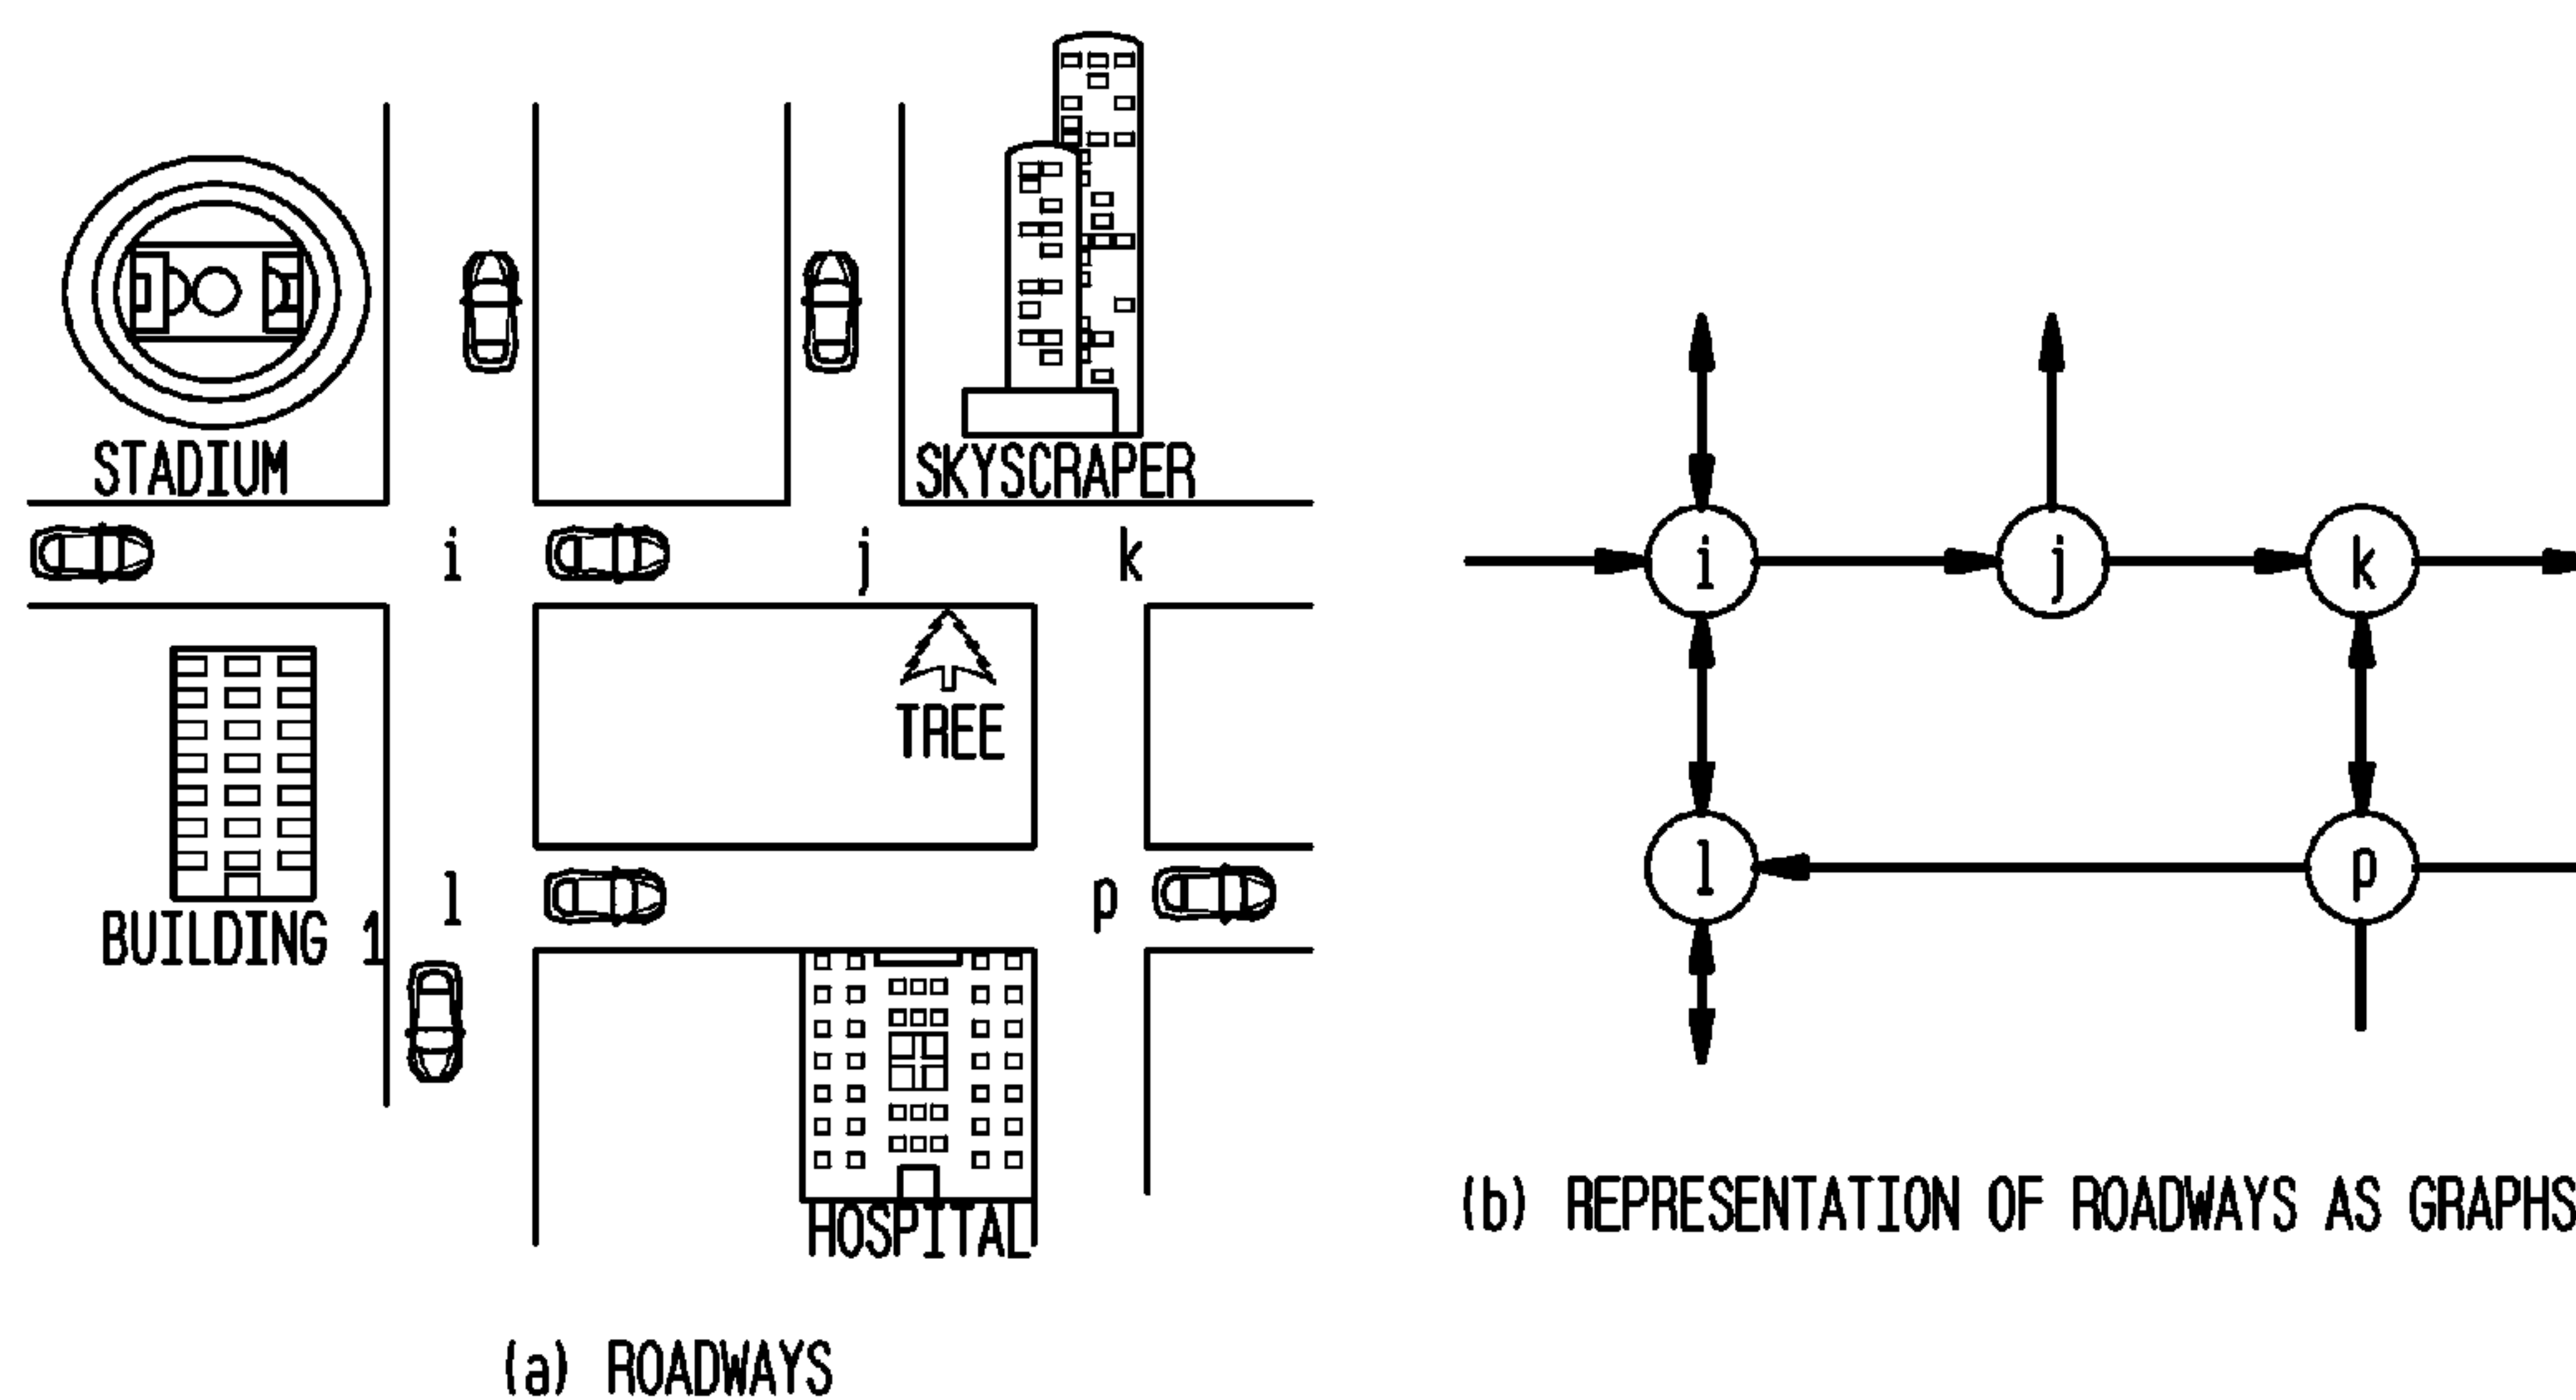 STADIUM
SKYSCRAPER
i
j
k
TREE
BUILDING 1
l
p
HOSPITAL
(a) ROADWAYS
i
j
k
l
p
(b) REPRESENTATION OF ROADWAYS AS GRAPHS